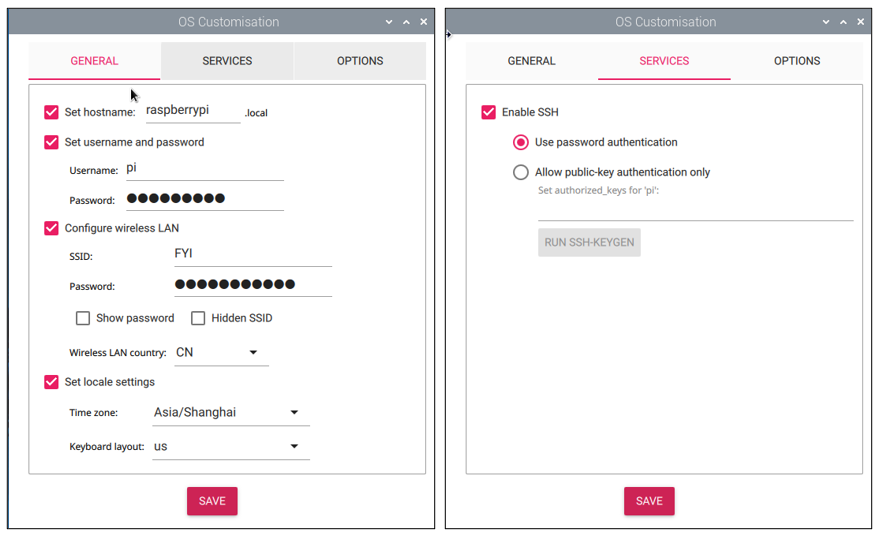 OS Customisation
GENERAL SERVICES OPTIONS
Set hostname: raspberrypi .local
Set username and password
Username: pi
Password: ●●●●●●●●●
Configure wireless LAN
SSID: FYI
Password: ●●●●●●●●●●●
Show password Hidden SSID
Wireless LAN country: CN
Set locale settings
Time zone: Asia/Shanghai
Keyboard layout: us
SAVE
OS Customisation
GENERAL SERVICES OPTIONS
Enable SSH
Use password authentication
Allow public-key authentication only
Set authorized_keys for 'pi':
RUN SSH-KEYGEN
SAVE